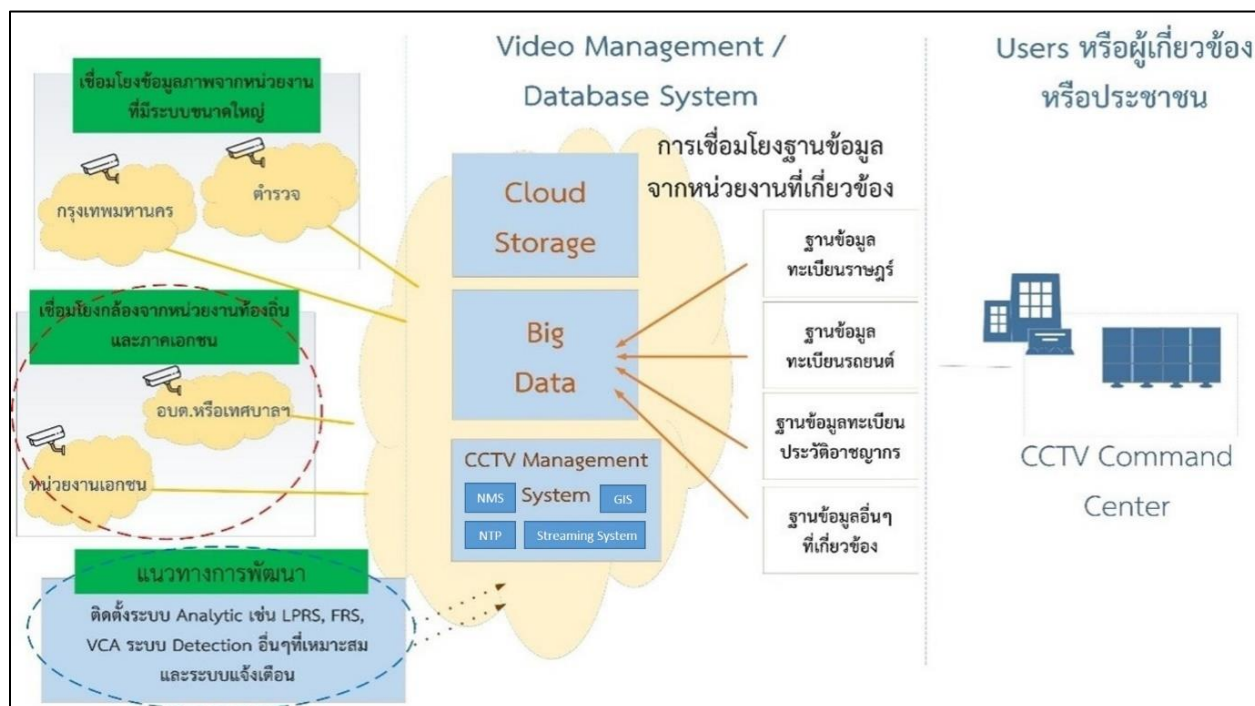 เชื่อมโยงข้อมูลภาพจากหน่วยงาน
ที่มีระบบขนาดใหญ่
กรุงเทพมหานคร
ตำรวจ
เชื่อมโยงกล้องจากหน่วยงานท้องถิ่น
และภาคเอกชน
อบต.หรือเทศบาลฯ
หน่วยงานเอกชน
แนวทางการพัฒนา
ติดตั้งระบบ Analytic เช่น LPRS, FRS,
VCA ระบบ Detection อื่นๆที่เหมาะสม
และระบบแจ้งเตือน
Video Management /
Database System
การเชื่อมโยงฐานข้อมูล
จากหน่วยงานที่เกี่ยวข้อง
Cloud
Storage
Big
Data
CCTV Management
System
NMS
GIS
NTP
Streaming System
ฐานข้อมูล
ทะเบียนราษฎร์
ฐานข้อมูล
ทะเบียนรถยนต์
ฐานข้อมูลทะเบียน
ประวัติอาชญากร
ฐานข้อมูลอื่นๆ
ที่เกี่ยวข้อง
Users หรือผู้เกี่ยวข้อง
หรือประชาชน
CCTV Command
Center